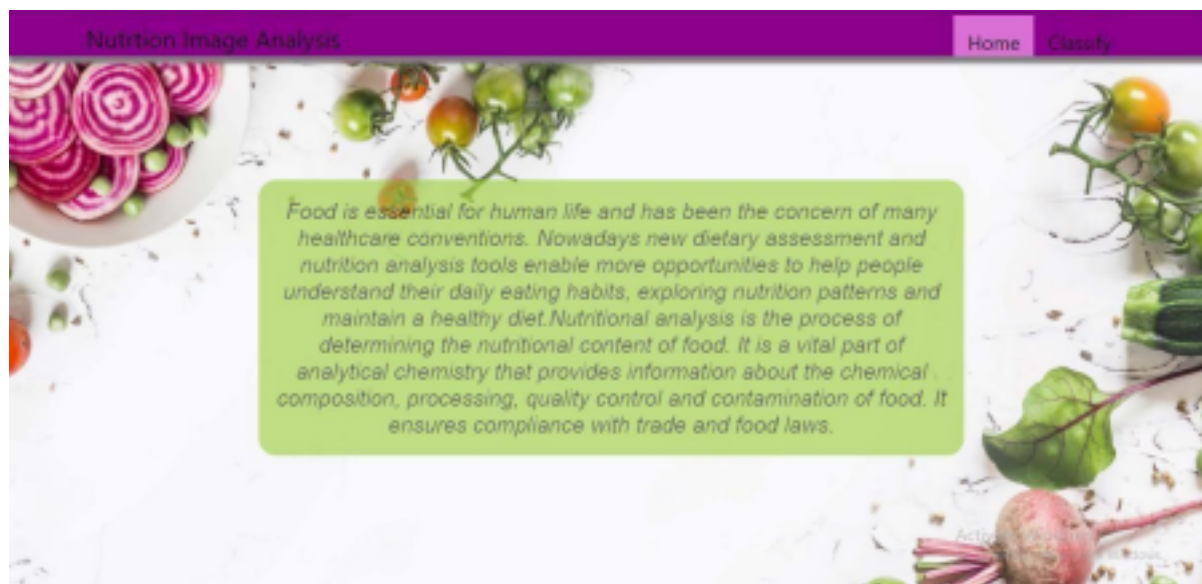 Nutrtion Image Analysis
Home Classify
Food is essential for human life and has been the concern of many
healthcare conventions. Nowadays new dietary assessment and
nutrition analysis tools enable more opportunities to help people
understand their daily eating habits, exploring nutrition patterns and
maintain a healthy diet.Nutritional analysis is the process of
determining the nutritional content of food. It is a vital part of
analytical chemistry that provides information about the chemical
composition, processing, quality control and contamination of food. It
ensures compliance with trade and food laws.